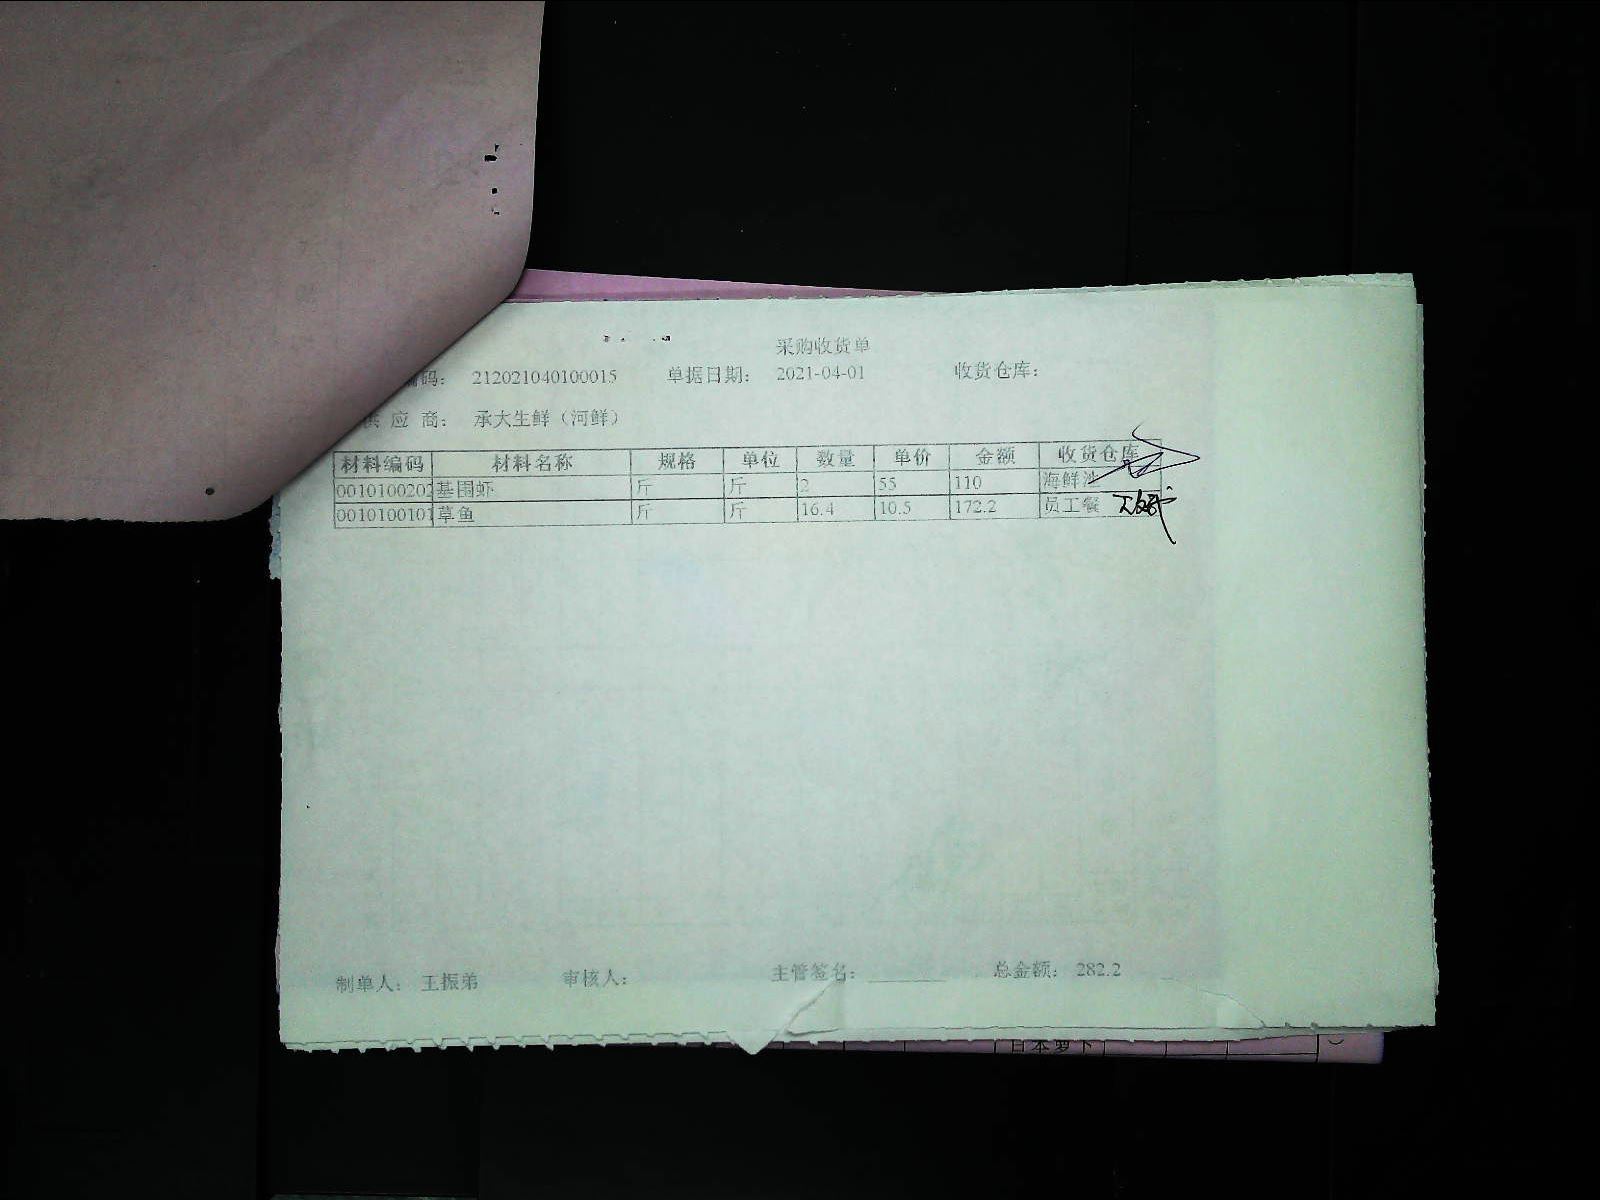 采购收货单
编码： 212021040100015 单据日期： 2021-04-01 收货仓库：
供 应 商： 承大生鲜（河鲜）
材料编码 材料名称 规格 单位 数量 单价 金额 收货仓库
0010100202 基围虾 斤 斤 2 55 110 海鲜池
0010100101 草鱼 斤 斤 16.4 10.5 172.2 员工餐
制单人： 王振弟 审核人： 主管签名： 总金额： 282.2
日本萝卜